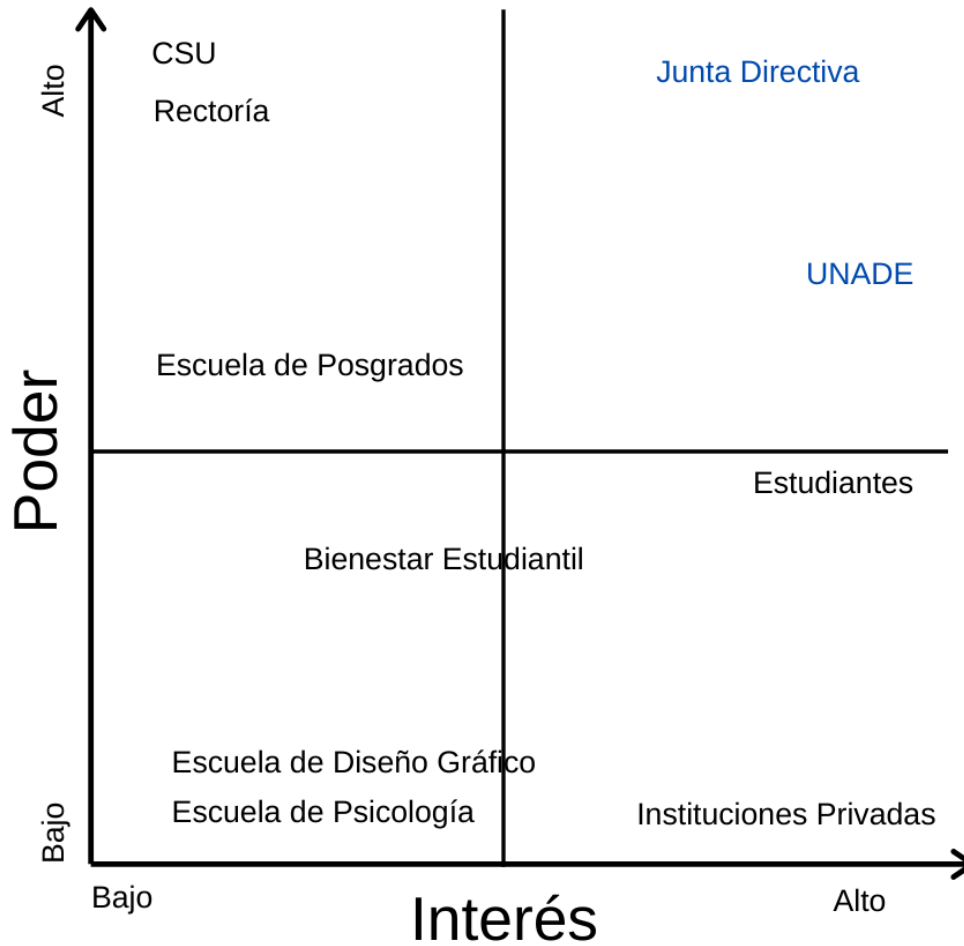 CSU
Junta Directiva
Alto
Rectoría
UNADE
Escuela de Posgrados
Poder
Estudiantes
Bienestar Estudiantil
Escuela de Diseño Gráfico
Escuela de Psicología
Instituciones Privadas
Bajo
Bajo
Interés
Alto